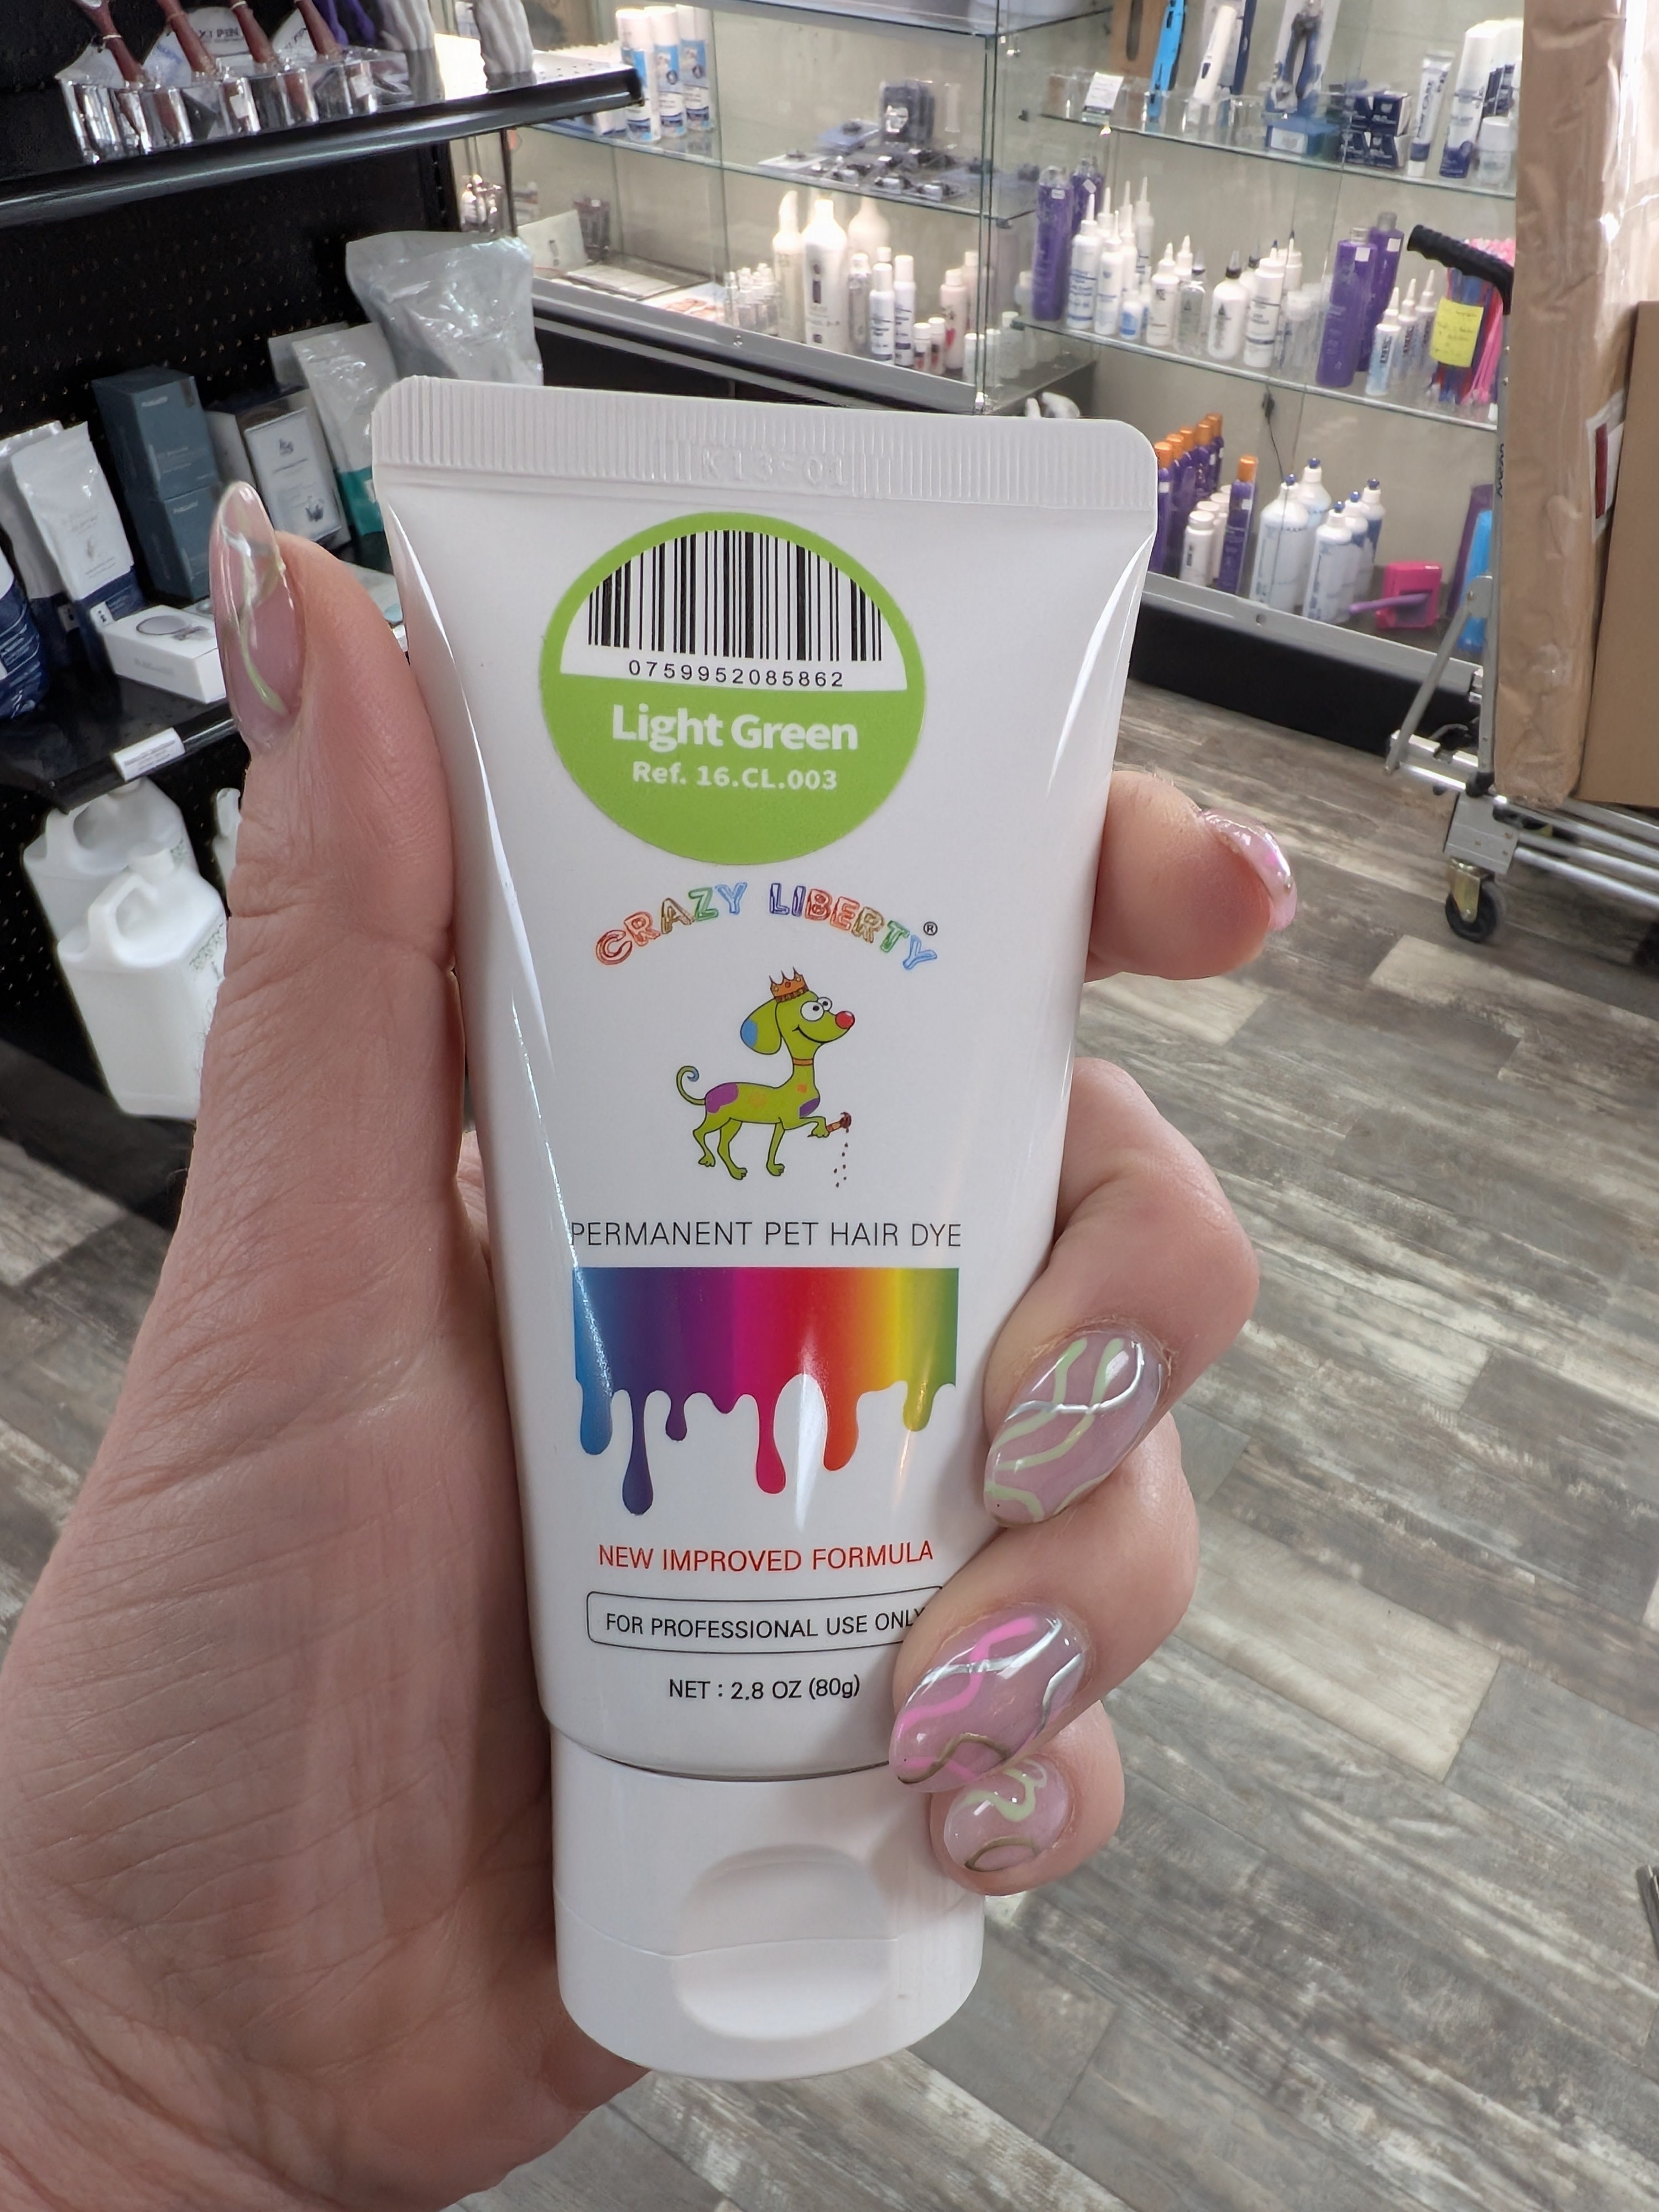 K13-01
0759952085862
Light Green
Ref. 16.CL.003
CRAZY LIBERTY®
PERMANENT PET HAIR DYE
NEW IMPROVED FORMULA
FOR PROFESSIONAL USE ONLY
NET : 2.8 OZ (80g)